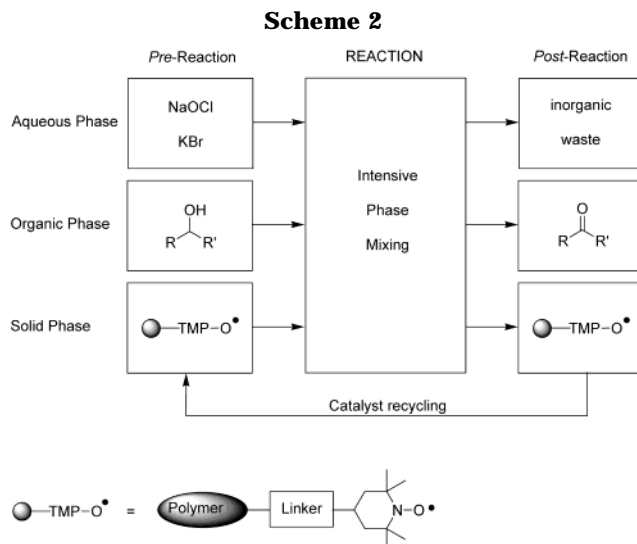 Scheme 2
Pre-Reaction REACTION Post-Reaction
Aqueous Phase
NaOCl
KBr
inorganic
waste
Intensive
Phase
Mixing
Organic Phase
OH
R R'
O
R R'
Solid Phase
TMP-O•
TMP-O•
Catalyst recycling
TMP-O• = Polymer Linker N-O•